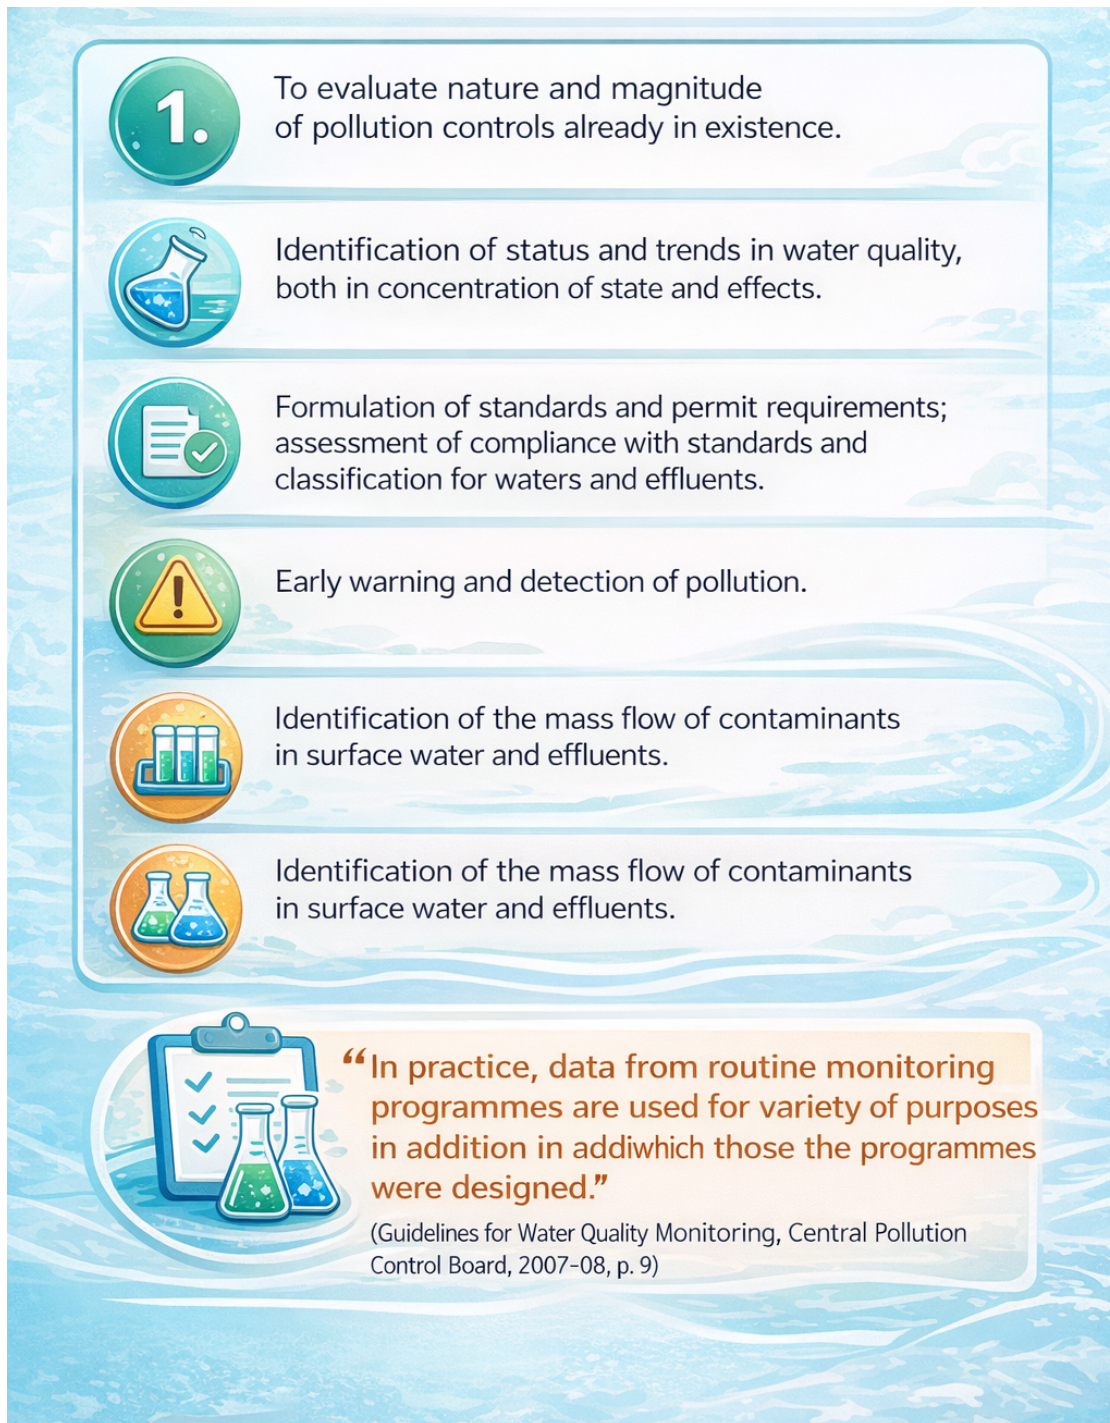 1.
To evaluate nature and magnitude
of pollution controls already in existence.
Identification of status and trends in water quality,
both in concentration of state and effects.
Formulation of standards and permit requirements;
assessment of compliance with standards and
classification for waters and effluents.
Early warning and detection of pollution.
Identification of the mass flow of contaminants
in surface water and effluents.
Identification of the mass flow of contaminants
in surface water and effluents.
“In practice, data from routine monitoring
programmes are used for variety of purposes
in addition in addiwhich those the programmes
were designed.”
(Guidelines for Water Quality Monitoring, Central Pollution
Control Board, 2007–08, p. 9)